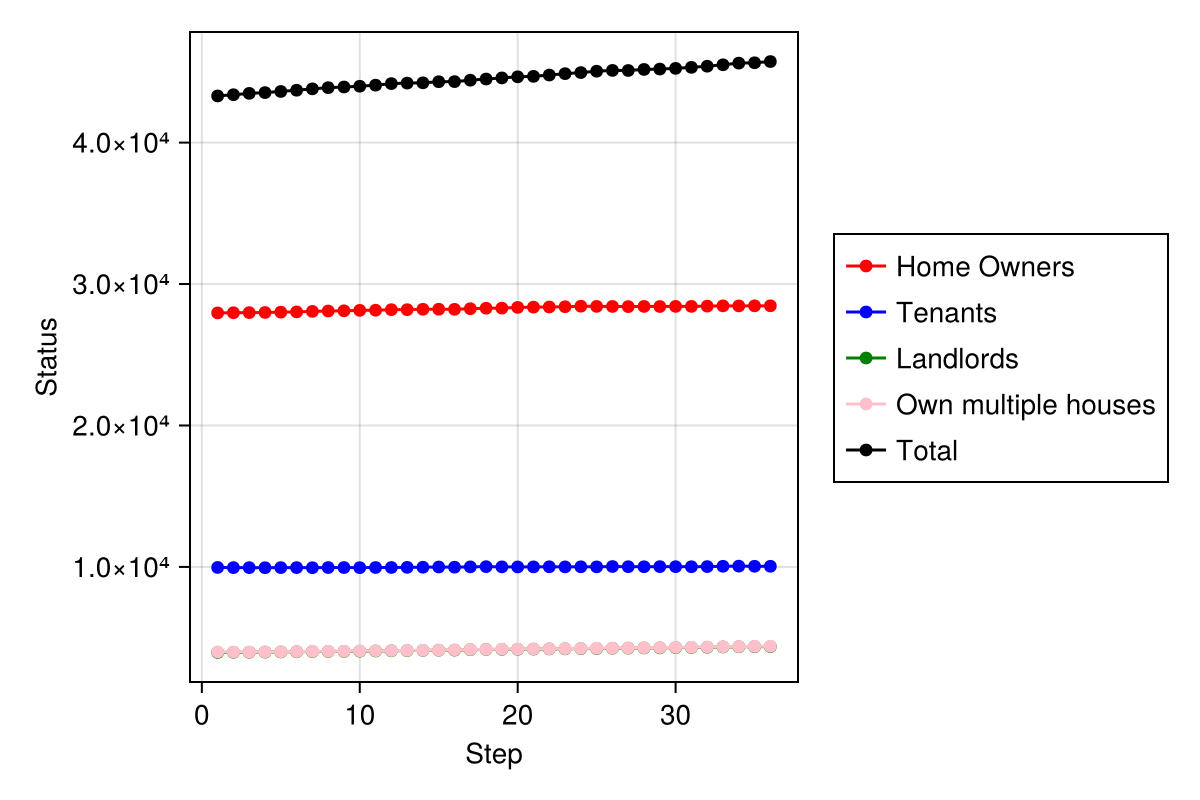 4.0×10⁴
3.0×10⁴
2.0×10⁴
1.0×10⁴
Status
0 10 20 30
Step
Home Owners
Tenants
Landlords
Own multiple houses
Total